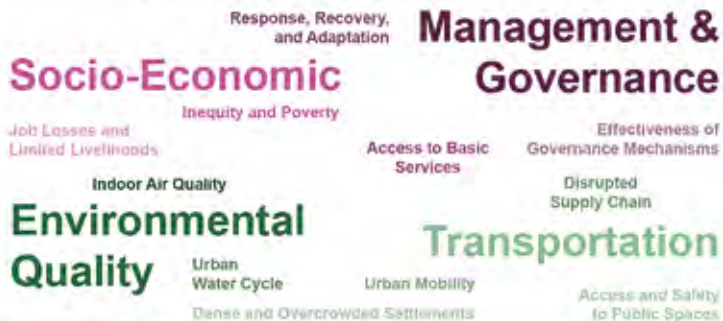 Response, Recovery,
and Adaptation
Management &
Governance
Socio-Economic
Inequity and Poverty
Job Losses and
Limited Livelihoods
Access to Basic
Services
Effectiveness of
Governance Mechanisms
Indoor Air Quality
Disrupted
Supply Chain
Environmental
Quality
Transportation
Urban
Water Cycle
Urban Mobility
Dense and Overcrowded Settlements
Access and Safety
to Public Spaces